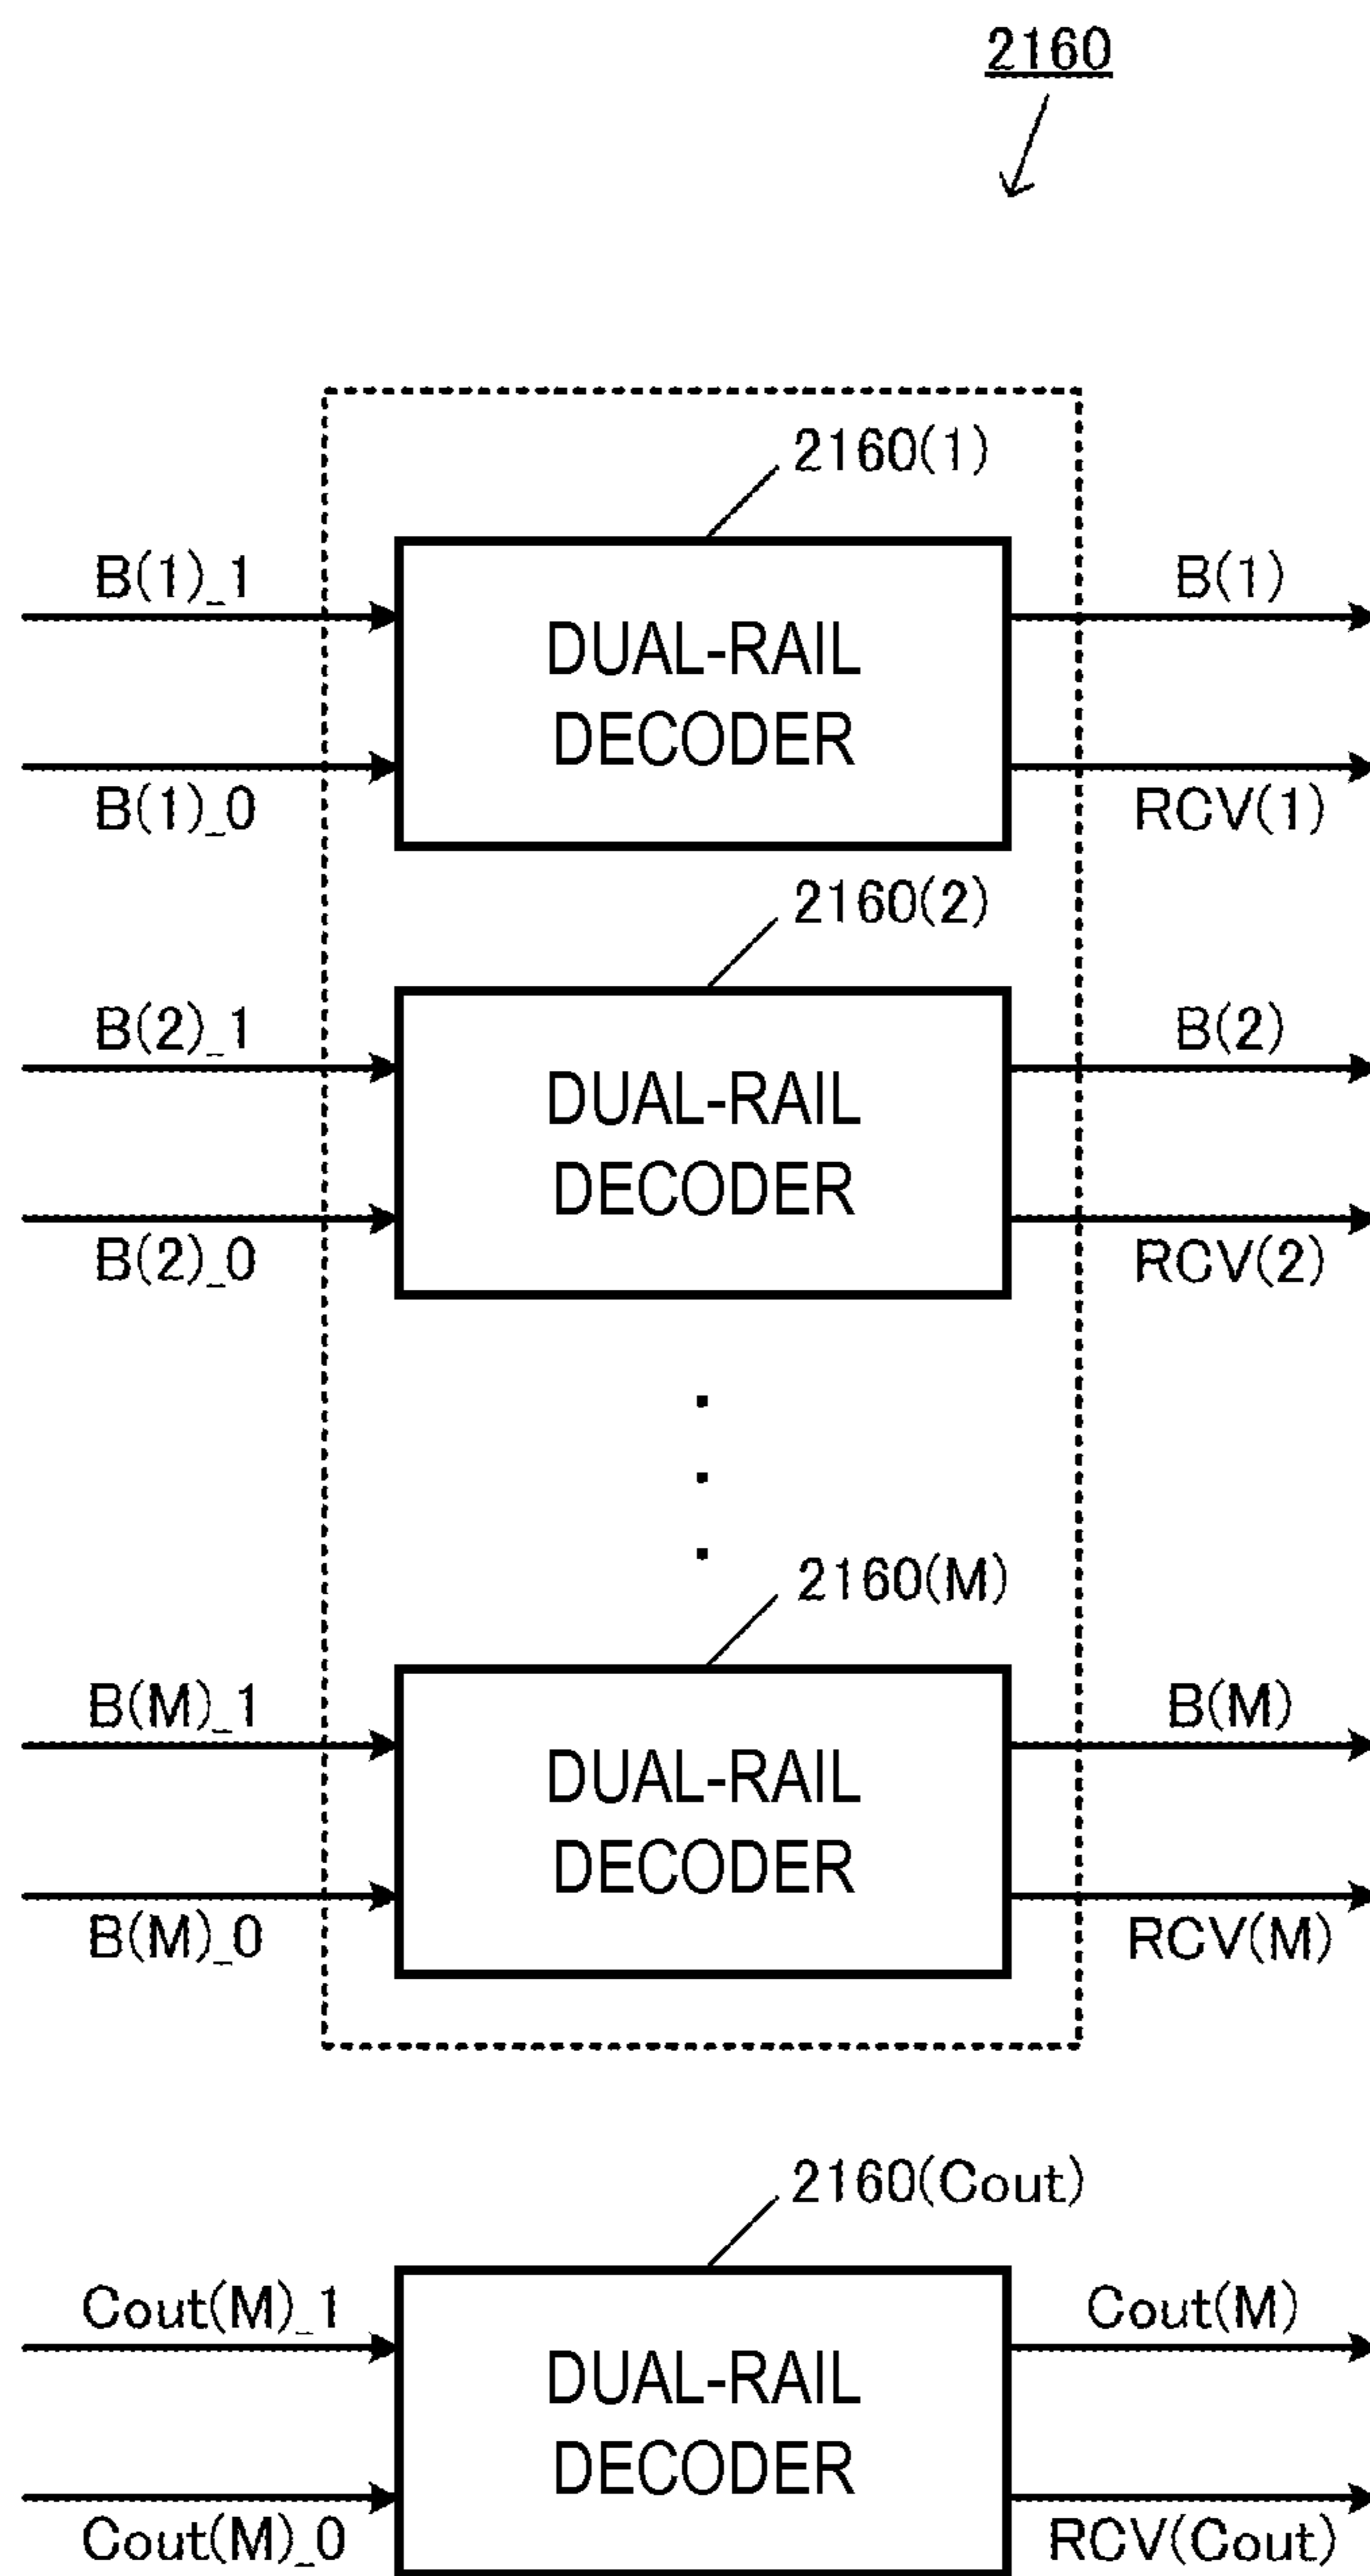 2160
2160(1)
B(1)_1
B(1)
DUAL-RAIL
DECODER
B(1)_0
RCV(1)
2160(2)
B(2)_1
B(2)
DUAL-RAIL
DECODER
B(2)_0
RCV(2)
2160(M)
B(M)_1
B(M)
DUAL-RAIL
DECODER
B(M)_0
RCV(M)
2160(Cout)
Cout(M)_1
Cout(M)
DUAL-RAIL
DECODER
Cout(M)_0
RCV(Cout)